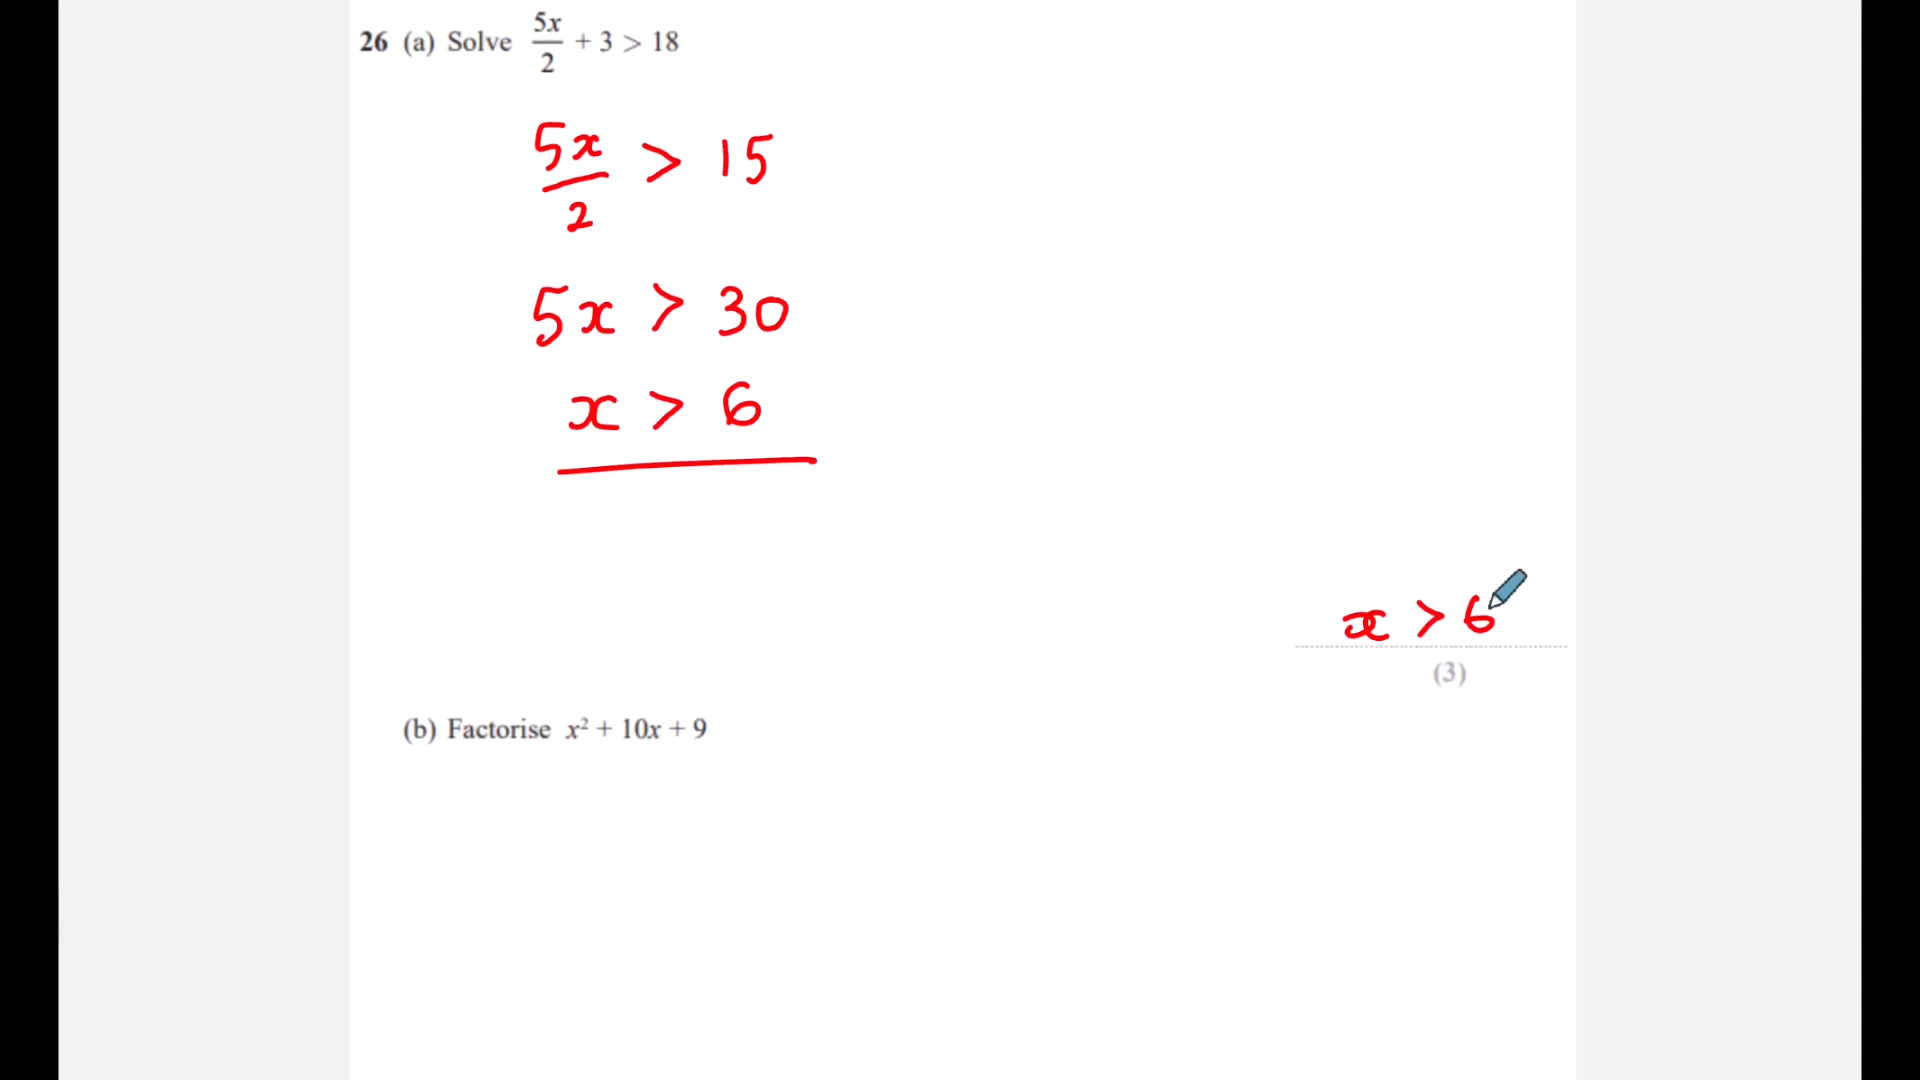 26 (a) Solve 5x/2 + 3 > 18
5x/2 > 15
5x > 30
x > 6
x > 6
(3)
(b) Factorise x² + 10x + 9